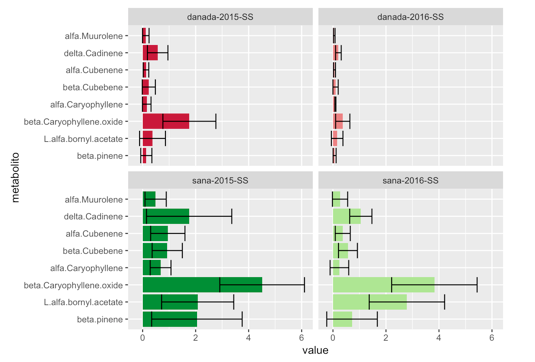 danada-2015-SS
danada-2016-SS
alfa.Muurolene
delta.Cadinene
alfa.Cubenene
beta.Cubebene
alfa.Caryophyllene
beta.Caryophyllene.oxide
L.alfa.bornyl.acetate
beta.pinene
metabolito
sana-2015-SS
sana-2016-SS
alfa.Muurolene
delta.Cadinene
alfa.Cubenene
beta.Cubebene
alfa.Caryophyllene
beta.Caryophyllene.oxide
L.alfa.bornyl.acetate
beta.pinene
0 2 4 6
0 2 4 6
value